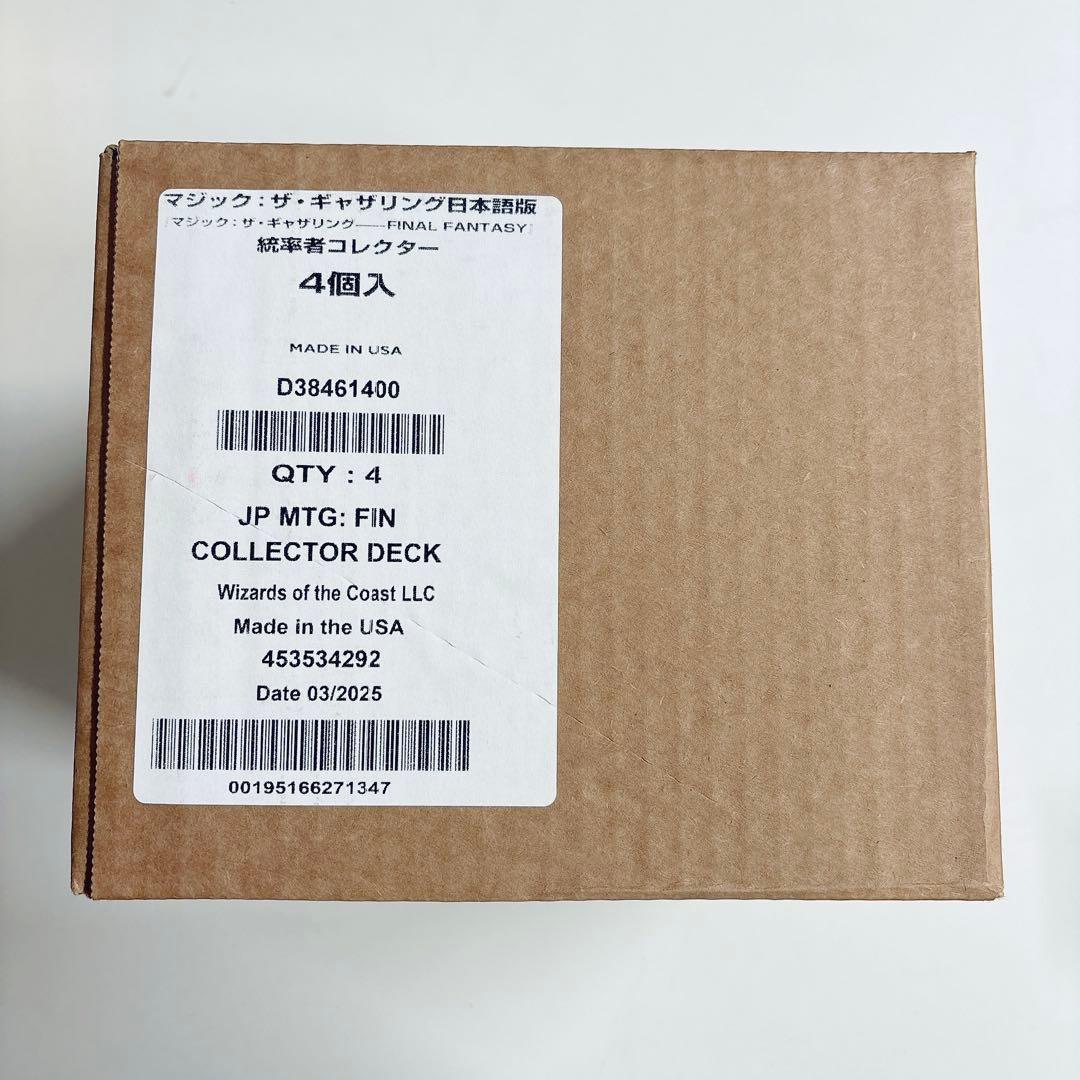 マジック：ザ・ギャザリング日本語版
『マジック：ザ・ギャザリング——FINAL FANTASY』
統率者コレクター
4個入
MADE IN USA
D38461400
QTY : 4
JP MTG: FIN
COLLECTOR DECK
Wizards of the Coast LLC
Made in the USA
453534292
Date 03/2025
00195166271347